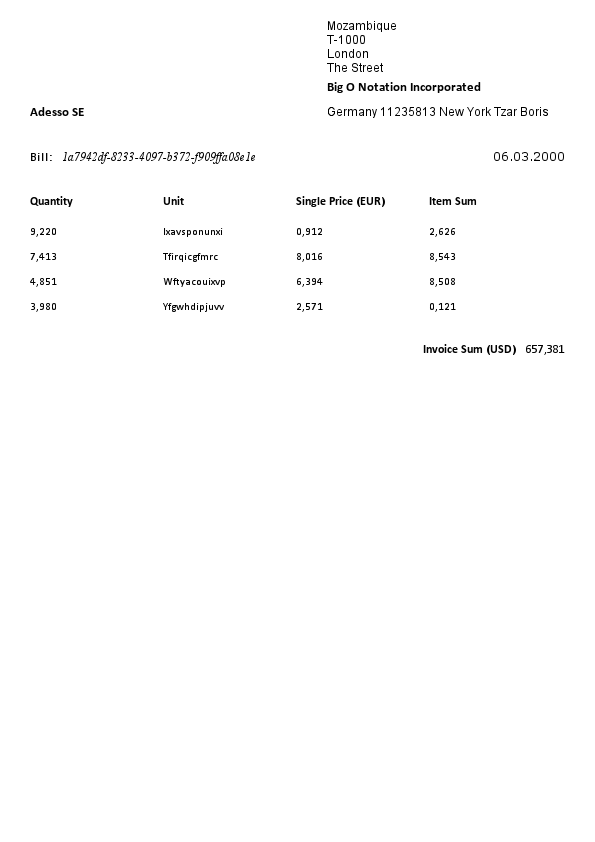 Mozambique
T-1000
London
The Street
Big O Notation Incorporated
Adesso SE Germany 11235813 New York Tzar Boris
Bill: 1a7942df-8233-4097-b372-f909ffa08e1e 06.03.2000
Quantity Unit Single Price (EUR) Item Sum
9,220 Ixavsponunxi 0,912 2,626
7,413 Tfirqicgfmrc 8,016 8,543
4,851 Wftyacouixvp 6,394 8,508
3,980 Yfgwhdipjuvv 2,571 0,121
Invoice Sum (USD) 657,381